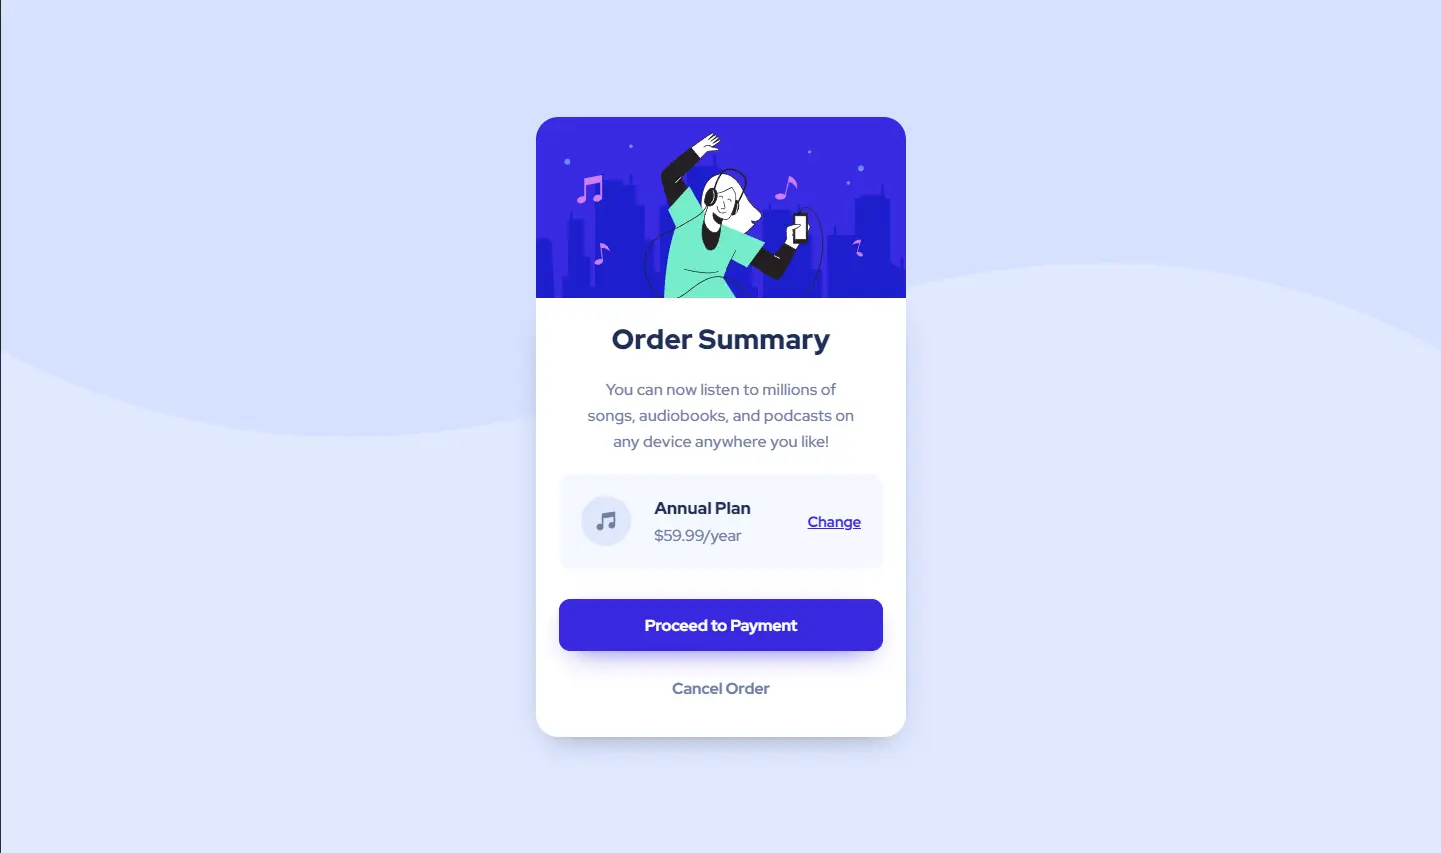 Order Summary
You can now listen to millions of
songs, audiobooks, and podcasts on
any device anywhere you like!
Annual Plan
$59.99/year
Change
Proceed to Payment
Cancel Order